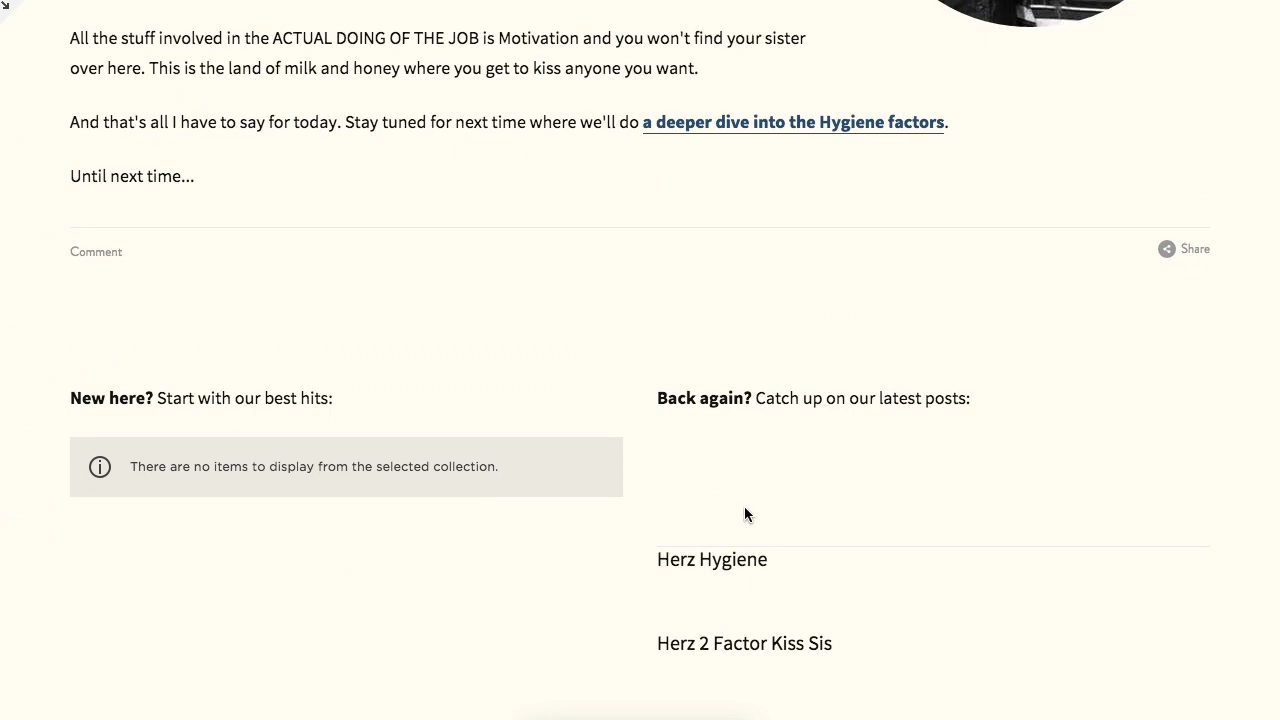 All the stuff involved in the ACTUAL DOING OF THE JOB is Motivation and you won't find your sister
over here. This is the land of milk and honey where you get to kiss anyone you want.
And that's all I have to say for today. Stay tuned for next time where we'll do a deeper dive into the Hygiene factors.
Until next time...
Comment
Share
New here? Start with our best hits:
There are no items to display from the selected collection.
Back again? Catch up on our latest posts:
Herz Hygiene
Herz 2 Factor Kiss Sis